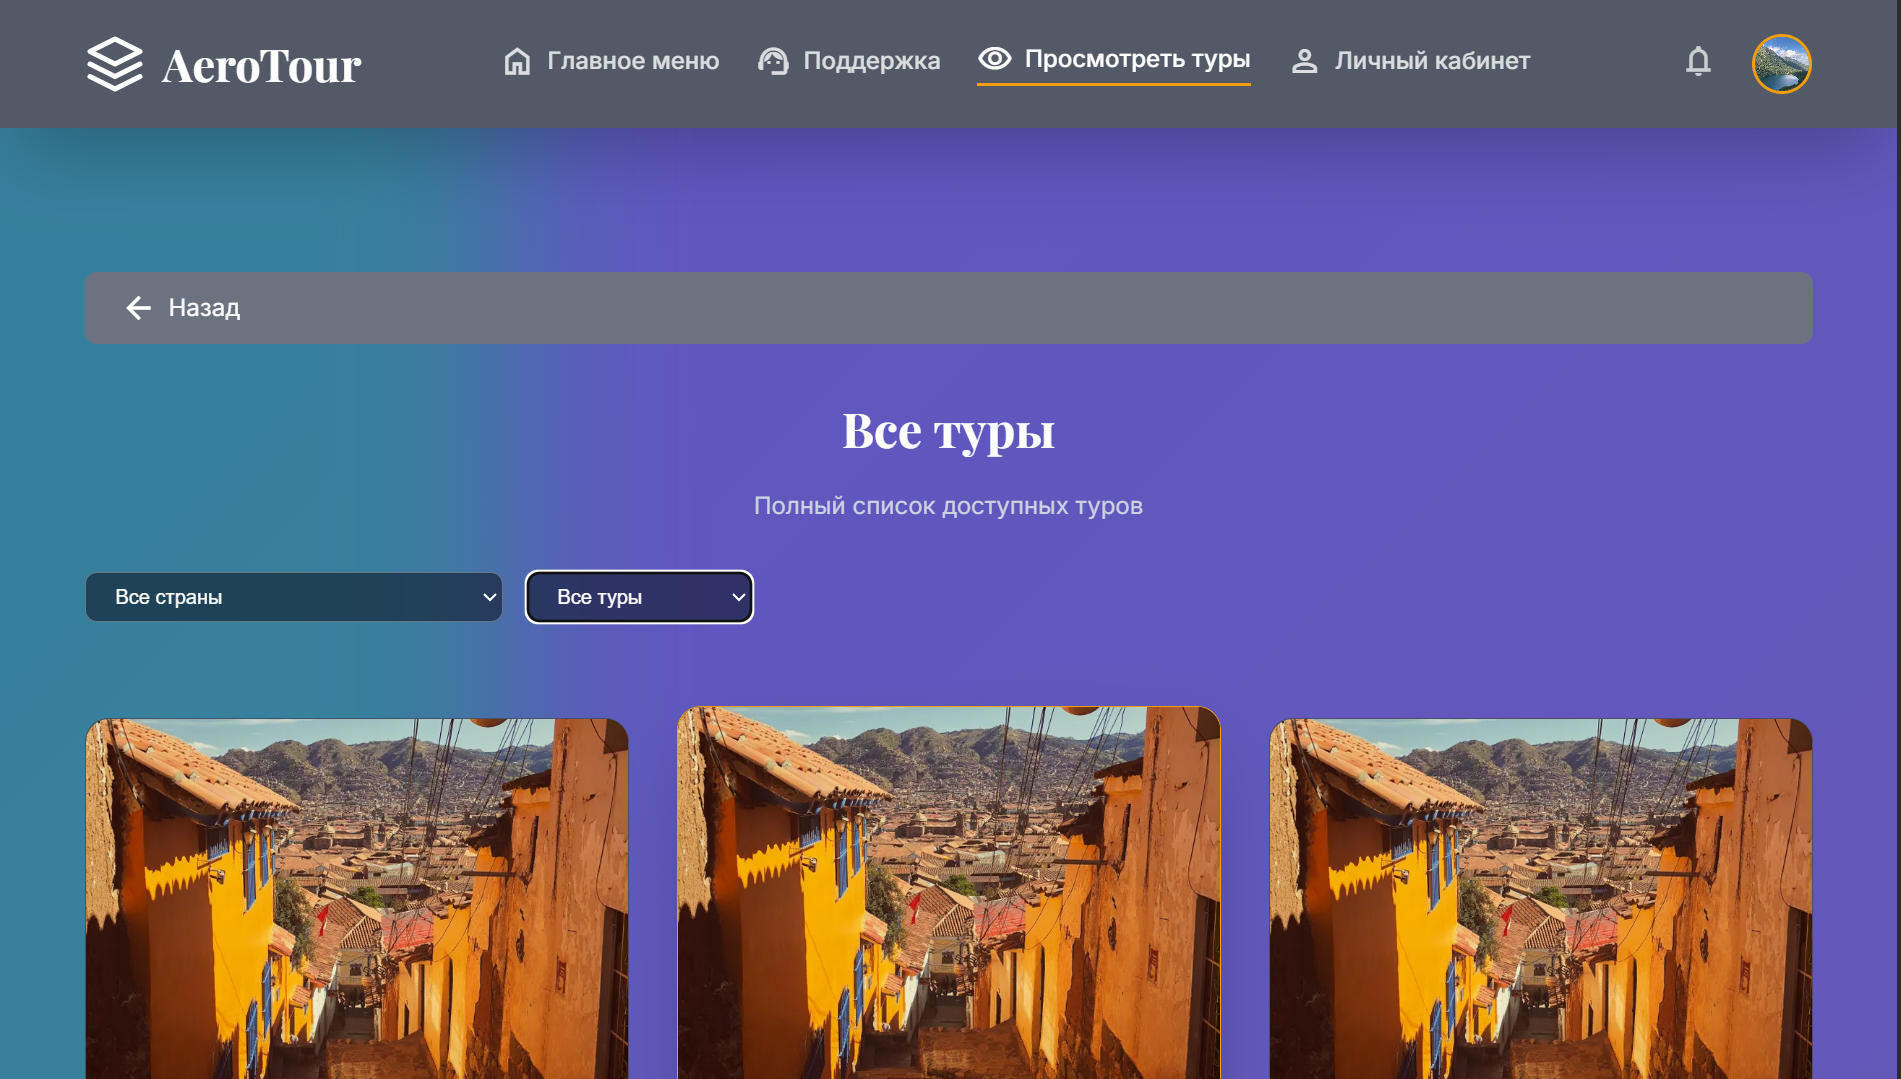 AeroTour
Главное меню
Поддержка
Просмотреть туры
Личный кабинет
Назад
Все туры
Полный список доступных туров
Все страны
Все туры